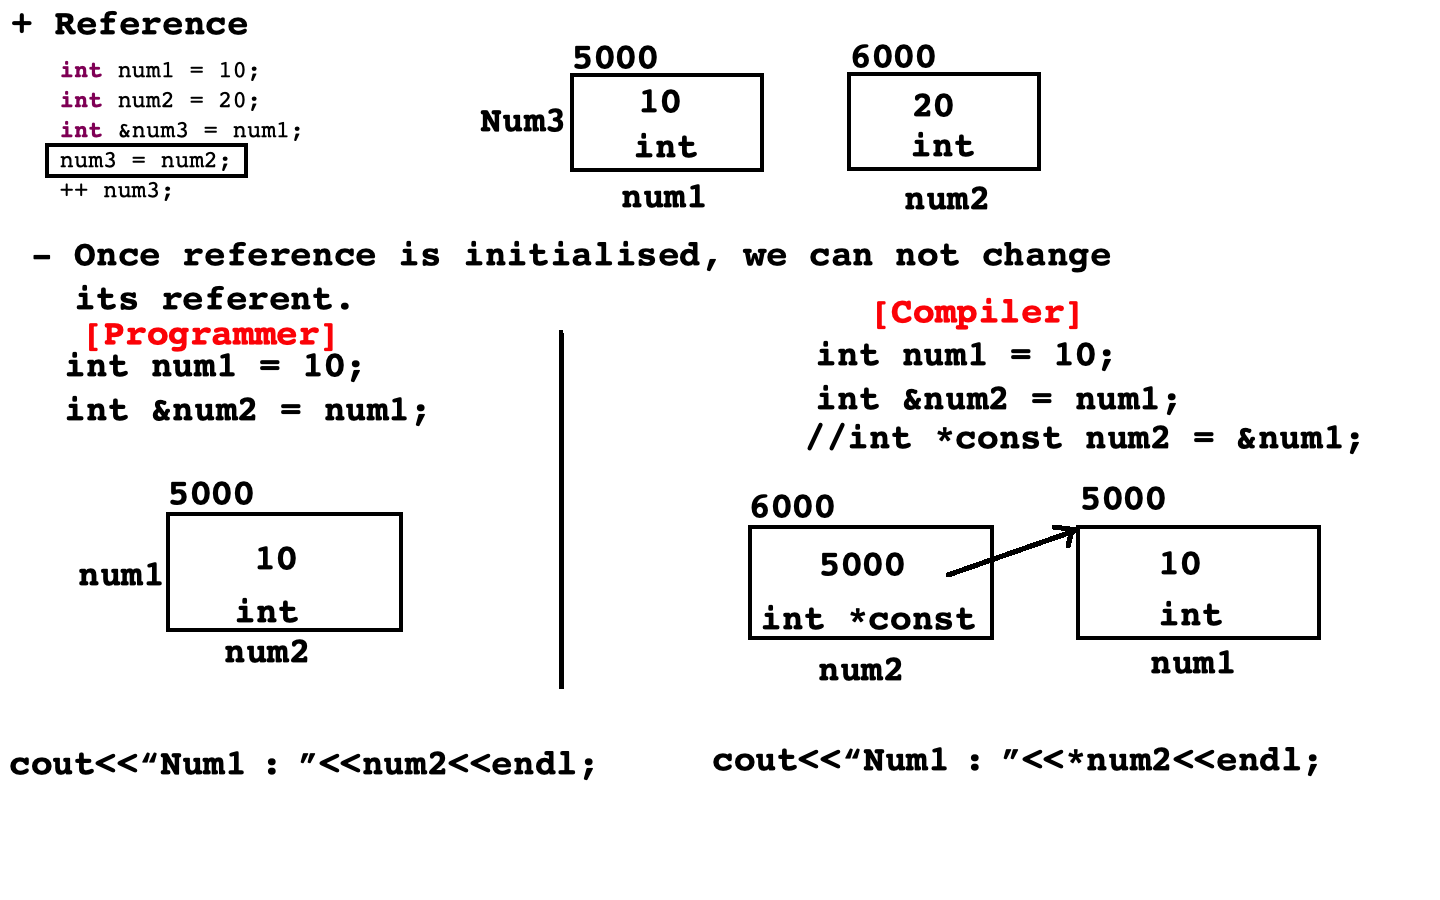 + Reference
int num1 = 10;
int num2 = 20;
int &num3 = num1;
num3 = num2;
++ num3;
5000
6000
Num3
10
int
20
int
num1
num2
- Once reference is initialised, we can not change
its referent.
[Programmer]
int num1 = 10;
int &num2 = num1;
5000
num1
10
int
num2
cout<<“Num1 : ”<<num2<<endl;
[Compiler]
int num1 = 10;
int &num2 = num1;
//int *const num2 = &num1;
6000
5000
5000
int *const
10
int
num2
num1
cout<<“Num1 : ”<<*num2<<endl;